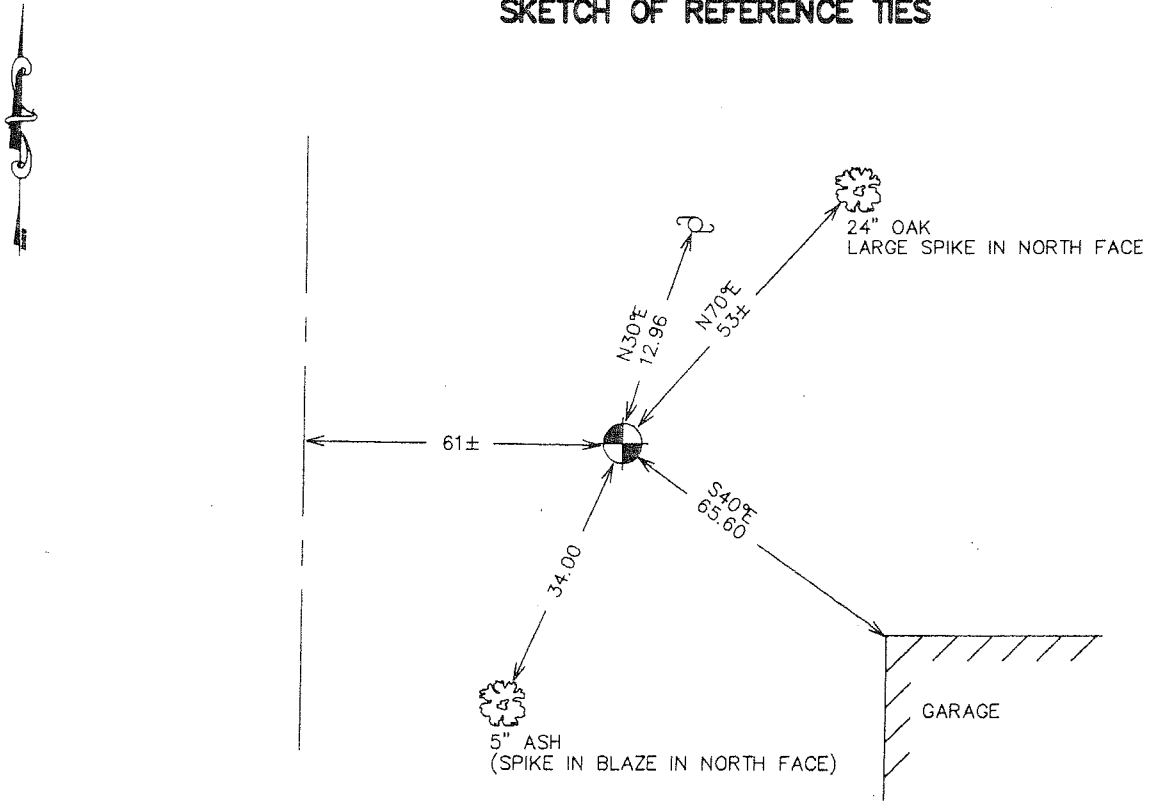 SKETCH OF REFERENCE TIES
24" OAK
LARGE SPIKE IN NORTH FACE
N30°E
12.96
N70°E
53±
61±
S40°E
65.60
34.00
GARAGE
5" ASH
(SPIKE IN BLAZE IN NORTH FACE)